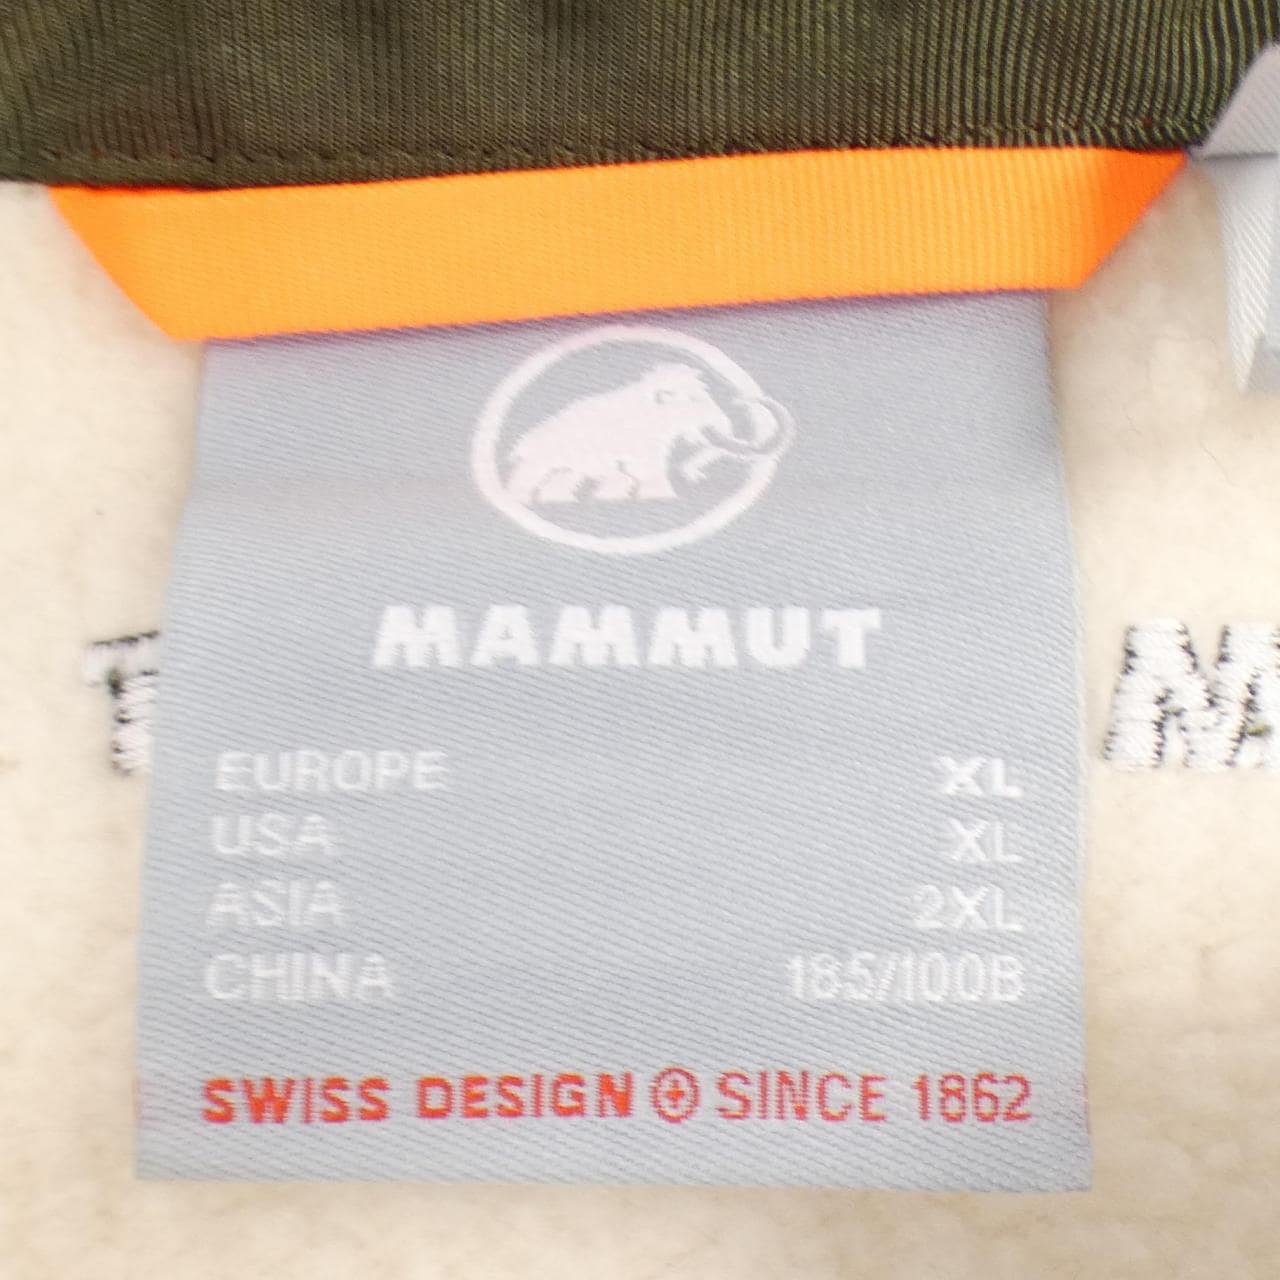 MAMMUT
EUROPE XL
USA XL
ASIA 2XL
CHINA 185/100B
SWISS DESIGN SINCE 1862